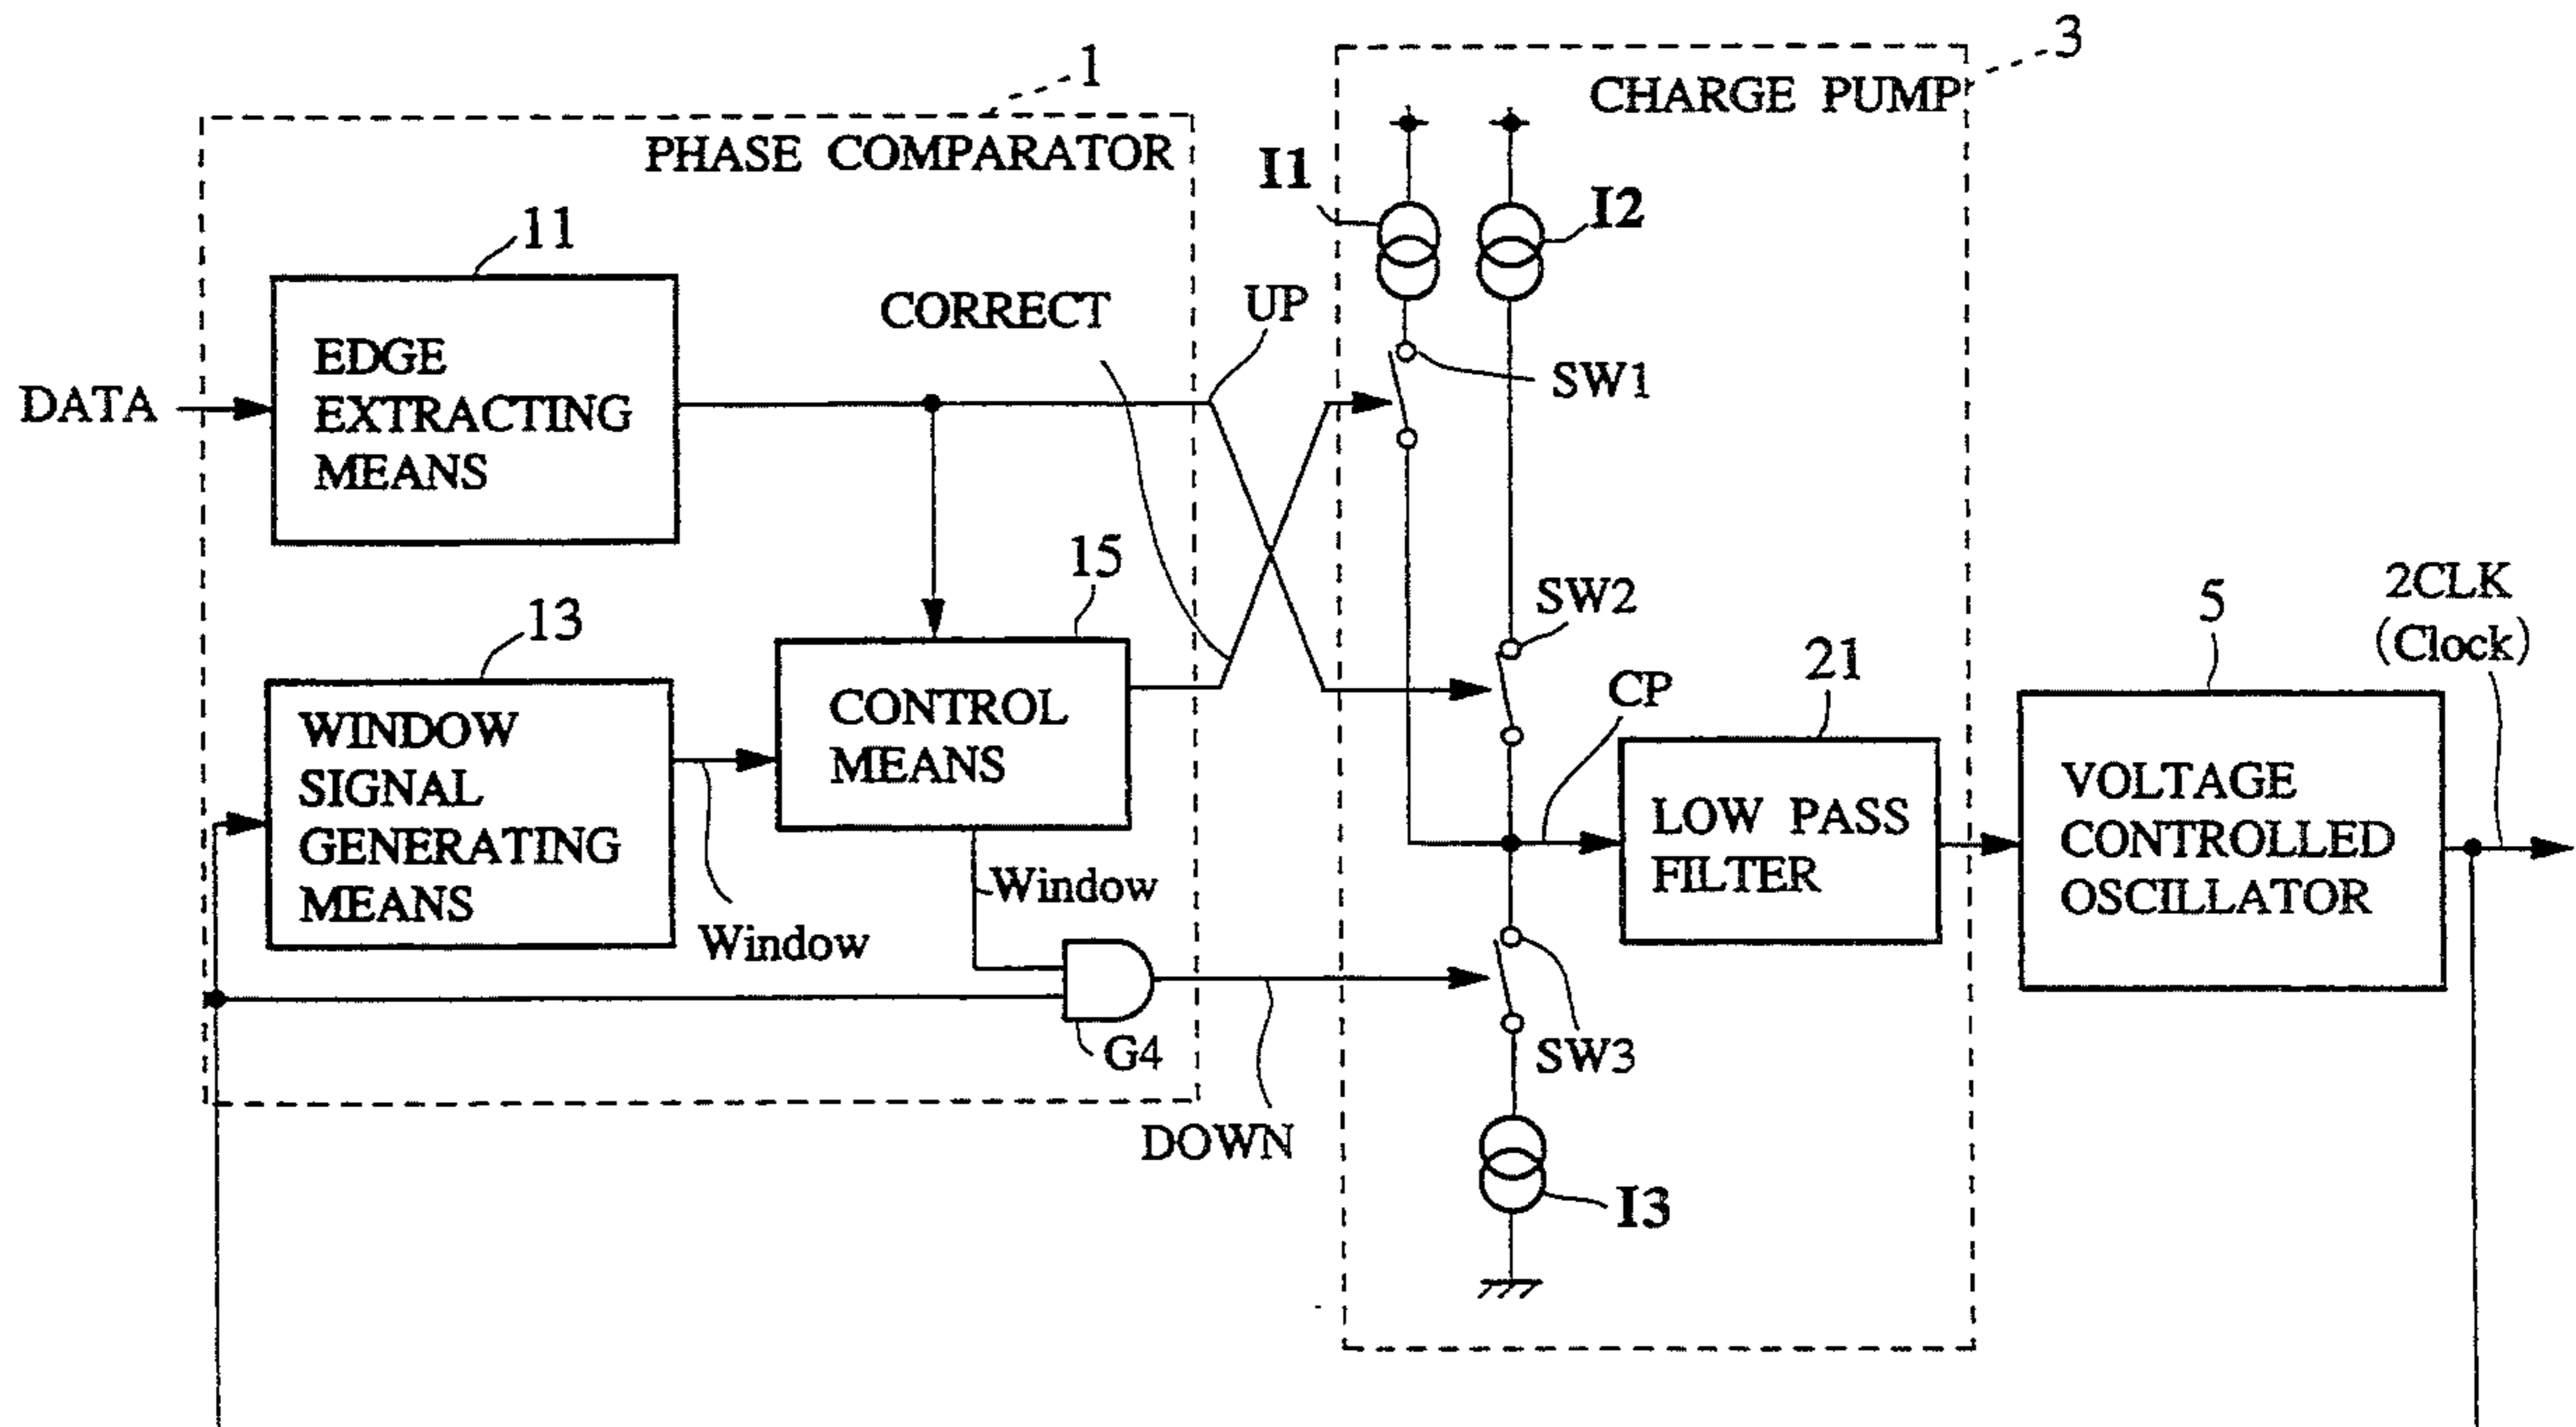 1
3
CHARGE PUMP
PHASE COMPARATOR
I1
I2
11
CORRECT
UP
EDGE
EXTRACTING
MEANS
DATA
SW1
15
13
SW2
21
CP
5
2CLK
(Clock)
WINDOW
SIGNAL
GENERATING
MEANS
CONTROL
MEANS
LOW PASS
FILTER
VOLTAGE
CONTROLLED
OSCILLATOR
Window
Window
G4
SW3
DOWN
I3